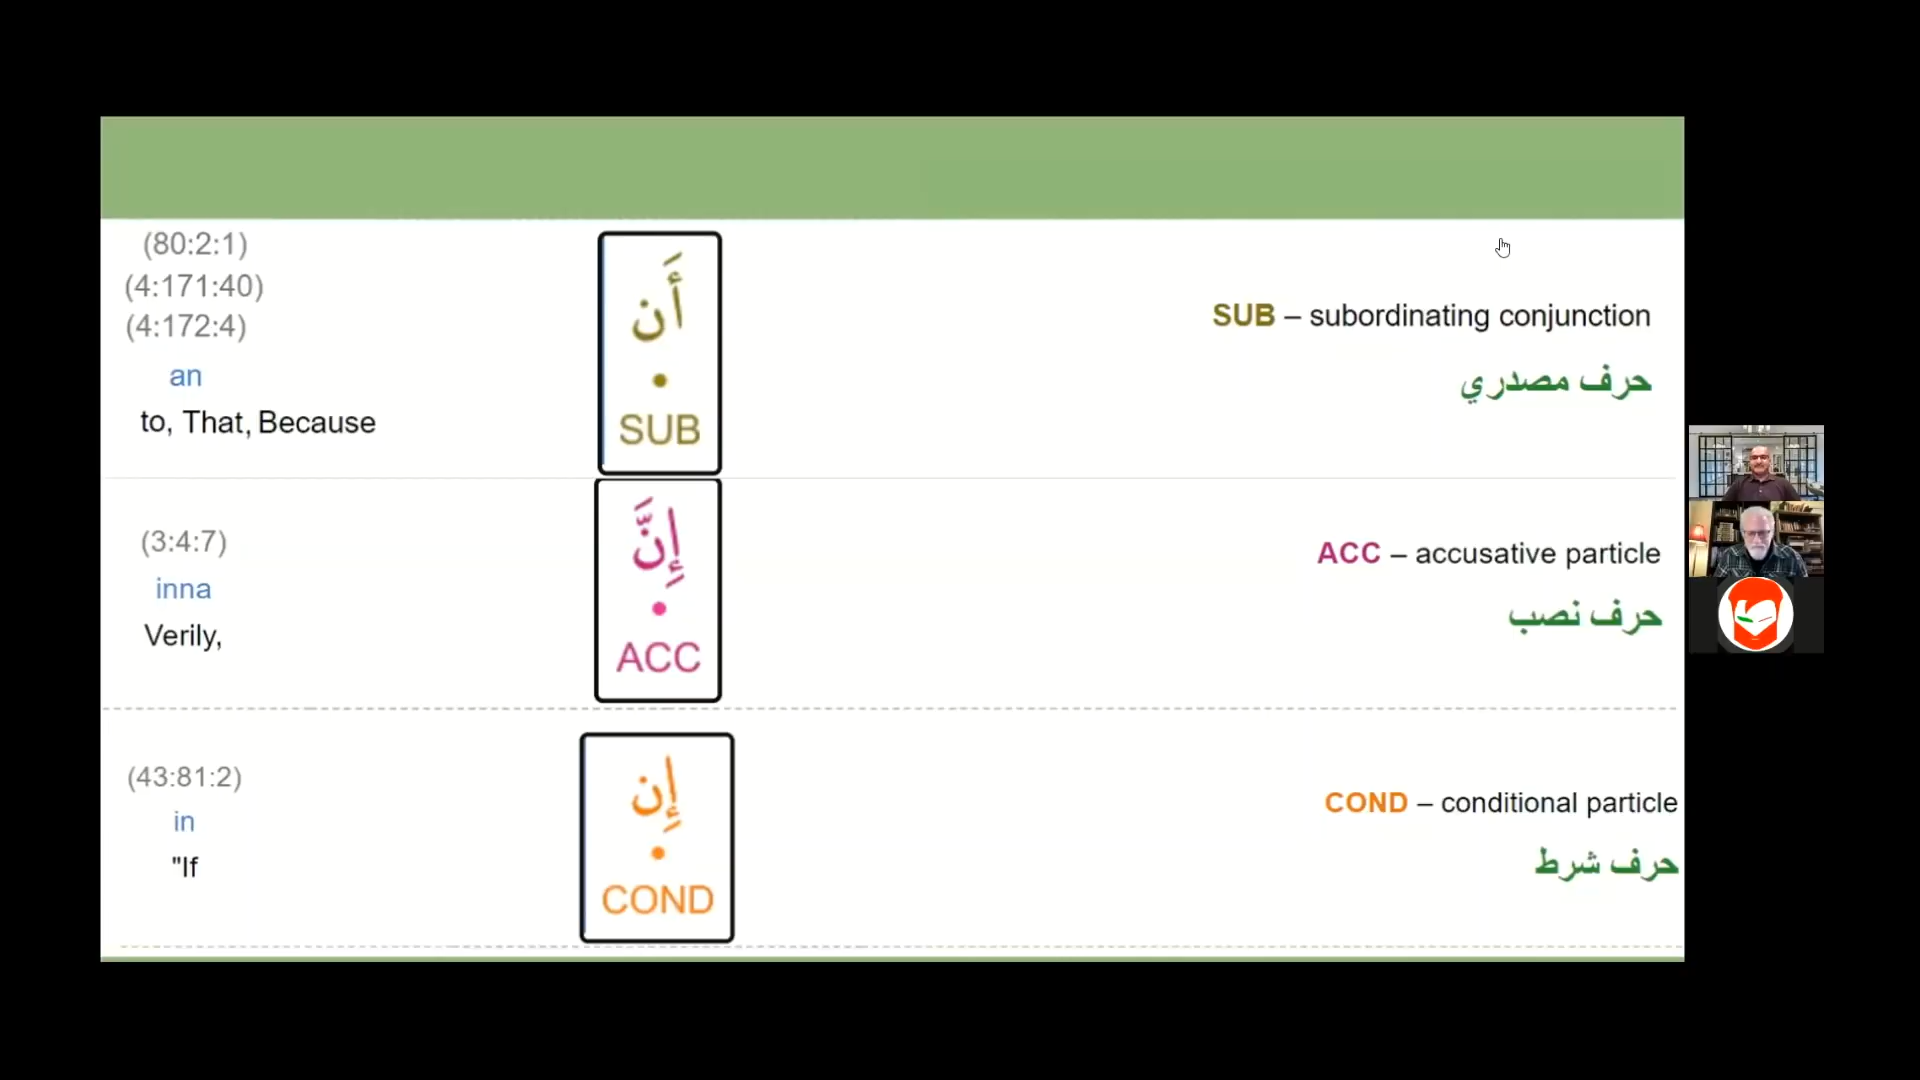 (80:2:1)
(4:171:40)
(4:172:4)
an
to, That, Because
أَن
SUB
SUB – subordinating conjunction
حرف مصدري
(3:4:7)
inna
Verily,
إِنَّ
ACC
ACC – accusative particle
حرف نصب
(43:81:2)
in
"If
إِن
COND
COND – conditional particle
حرف شرط